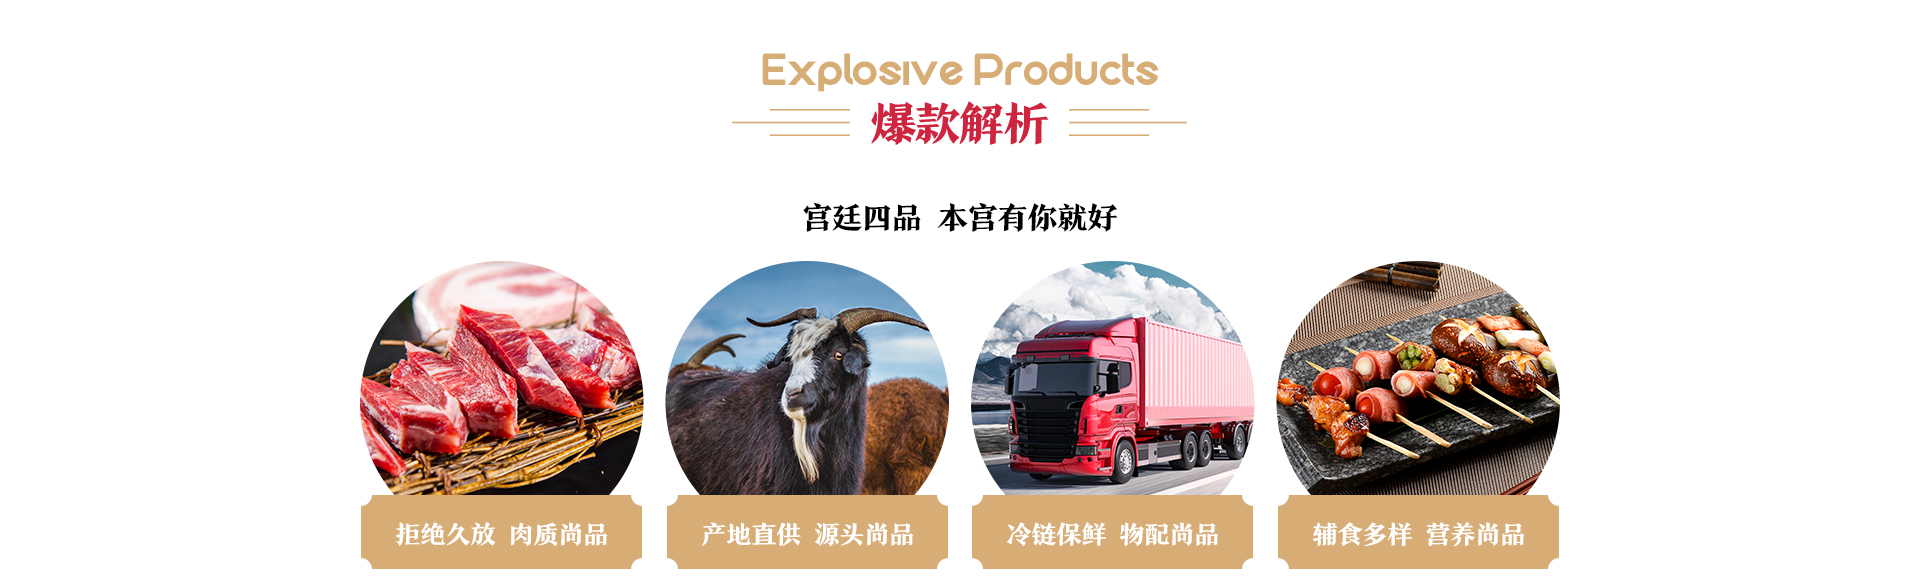 Explosive Products
爆款解析
宫廷四品 本宫有你就好
拒绝久放 肉质尚品
产地直供 源头尚品
冷链保鲜 物配尚品
辅食多样 营养尚品